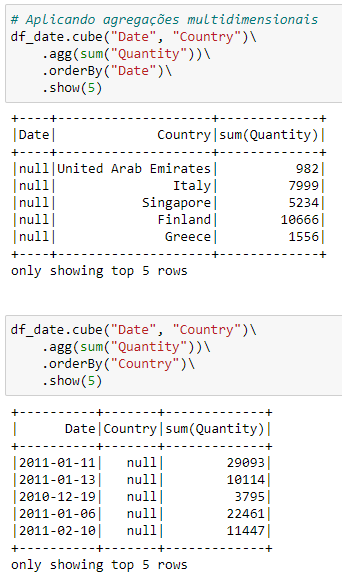 # Aplicando agregações multidimensionais
df_date.cube("Date", "Country")\
    .agg(sum("Quantity"))\
    .orderBy("Date")\
    .show(5)
+----+--------------------+-------------+
|Date|             Country|sum(Quantity)|
+----+--------------------+-------------+
|null|United Arab Emirates|          982|
|null|               Italy|         7999|
|null|           Singapore|         5234|
|null|             Finland|        10666|
|null|              Greece|         1556|
+----+--------------------+-------------+
only showing top 5 rows
df_date.cube("Date", "Country")\
    .agg(sum("Quantity"))\
    .orderBy("Country")\
    .show(5)
+----------+-------+-------------+
|      Date|Country|sum(Quantity)|
+----------+-------+-------------+
|2011-01-11|   null|        29093|
|2011-01-13|   null|        10114|
|2010-12-19|   null|         3795|
|2011-01-06|   null|        22461|
|2011-02-10|   null|        11447|
+----------+-------+-------------+
only showing top 5 rows